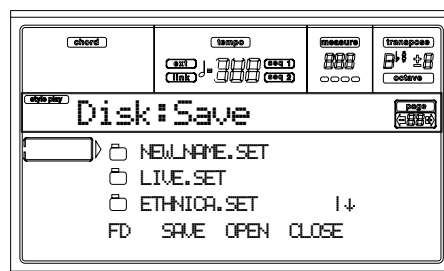 chord tempo measure transpose
ext seq 1
link seq 2
octave
style play
page
Disk:Save
NEW_NAME.SET
LIVE.SET
ETHNICA.SET
FD SAVE OPEN CLOSE